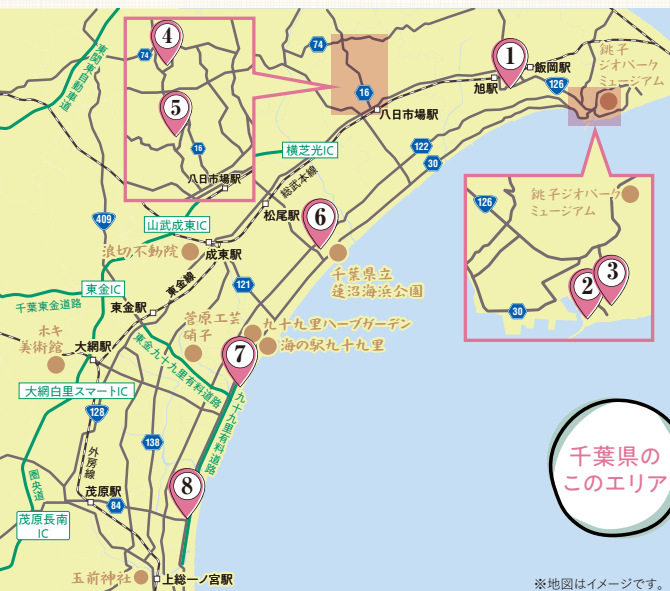 東関東自動車道
4
74
5
16
八日市場駅
74
16
八日市場駅
1
飯岡駅
旭駅
126
銚子
ジオパーク
ミュージアム
横芝光IC
122
30
総武本線
松尾駅
6
409
山武成東IC
浪切不動院
成東駅
千葉県立
蓮沼海浜公園
126
銚子ジオパーク
ミュージアム
2
3
30
東金IC
千葉東金道路
東金線
東金駅
121
菅原工芸
硝子
九十九里ハーブガーデン
海の駅九十九里
ホキ
美術館
大網駅
東金九十九里有料道路
7
大網白里スマートIC
128
九十九里有料道路
138
外房線
圏央道
茂原駅
84
8
茂原長南
IC
玉前神社
上総一ノ宮駅
千葉県の
このエリア
※地図はイメージです。